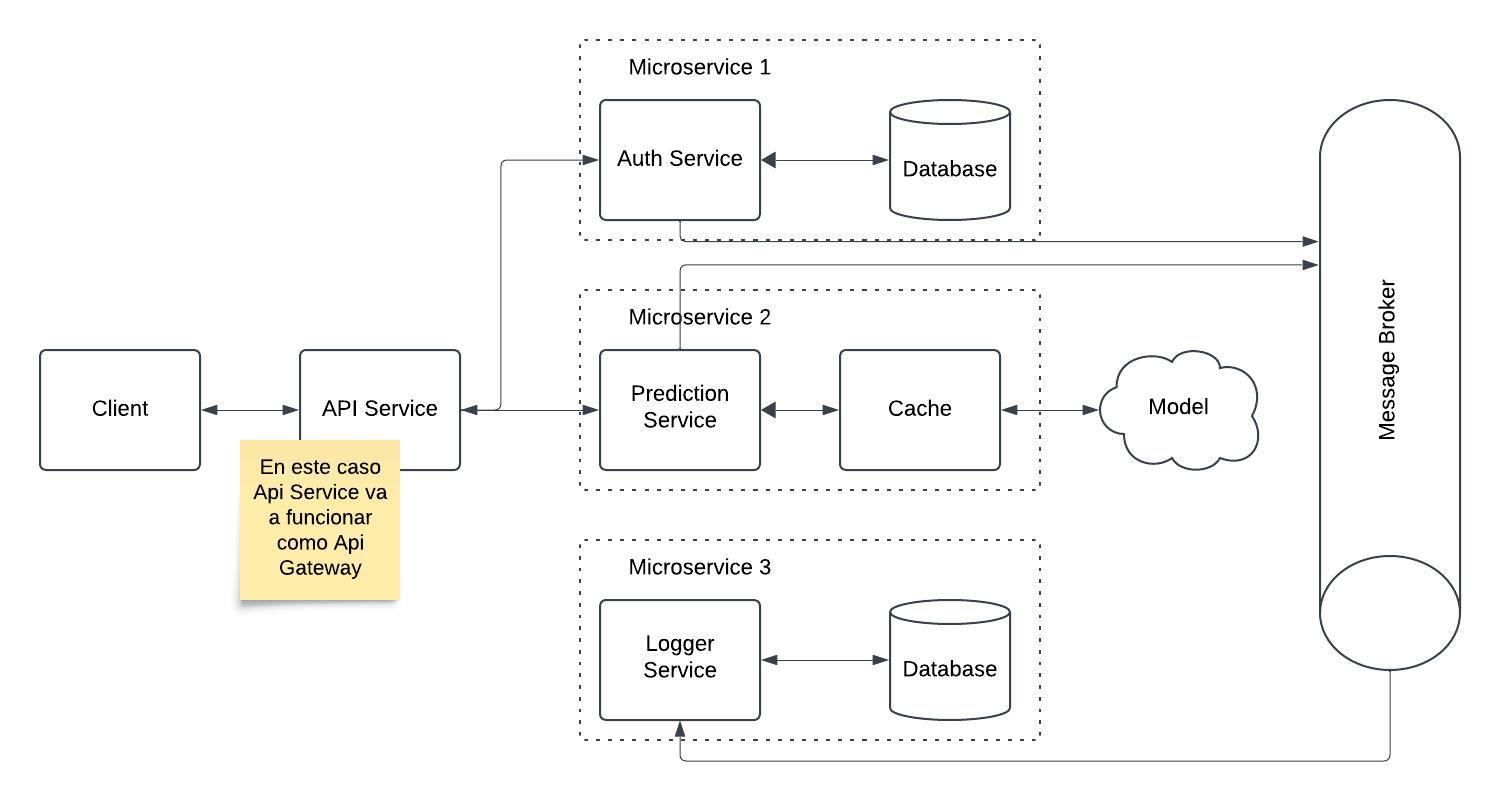 Microservice 1
Auth Service
Database
Microservice 2
Prediction
Service
Cache
Model
Client
API Service
En este caso
Api Service va
a funcionar
como Api
Gateway
Microservice 3
Logger
Service
Database
Message Broker